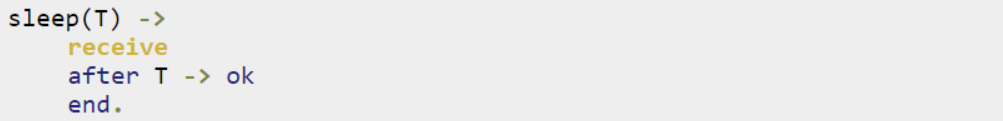 sleep(T) ->
    receive
    after T -> ok
    end.